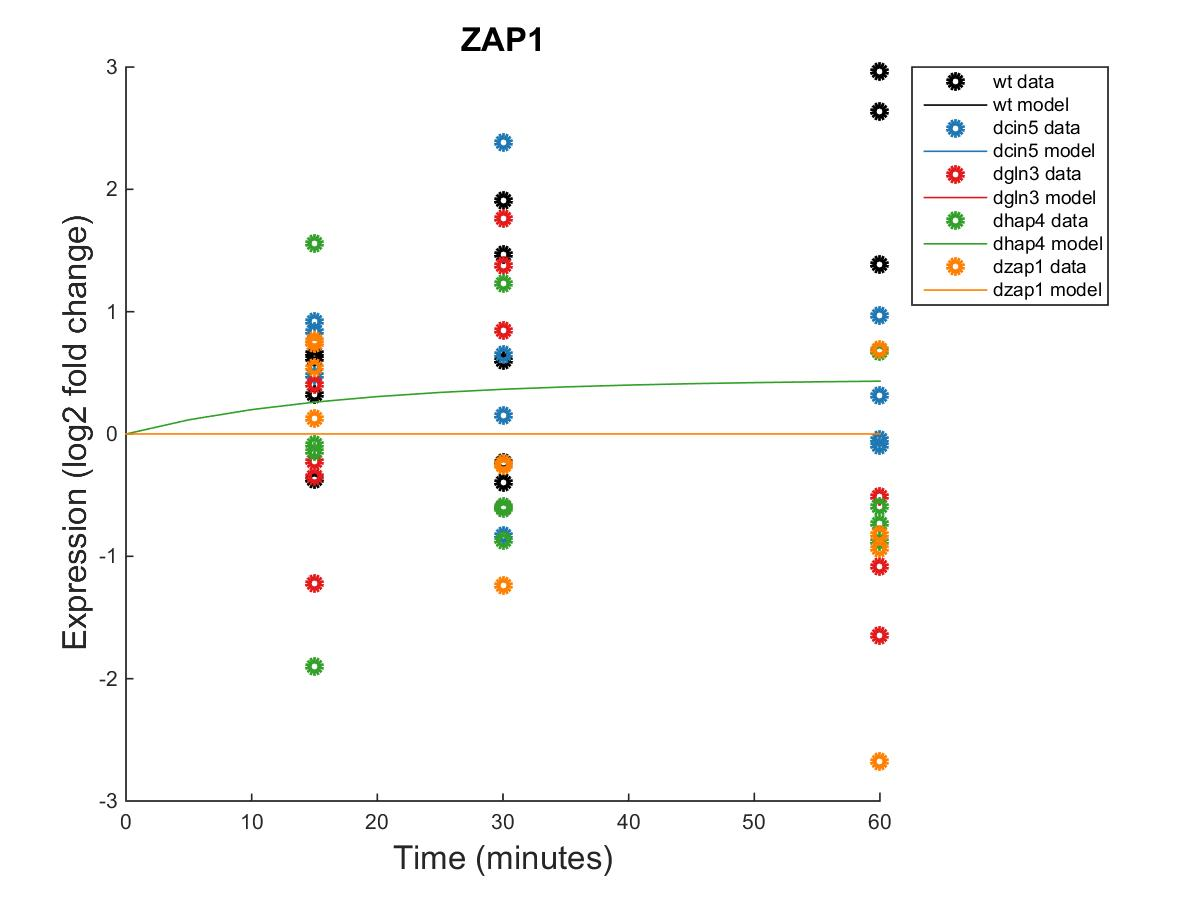 ZAP1
3
2
1
0
-1
-2
-3
Expression (log2 fold change)
0 10 20 30 40 50 60
Time (minutes)
wt data
wt model
dcin5 data
dcin5 model
dgln3 data
dgln3 model
dhap4 data
dhap4 model
dzap1 data
dzap1 model